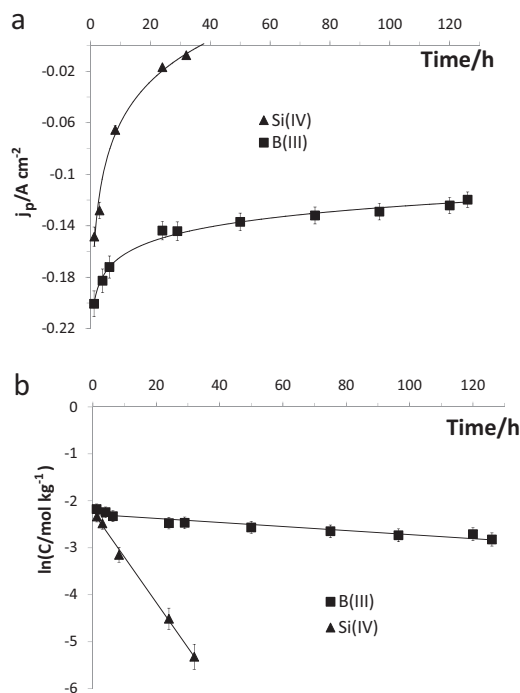 a
0 20 40 60 80 100 120
Time/h
-0.02
-0.06
-0.1
-0.14
-0.18
-0.22
jp/A cm-2
Si(IV)
B(III)
b
0 20 40 60 80 100 120
Time/h
0
-1
-2
-3
-4
-5
-6
ln(C/mol kg-1)
B(III)
Si(IV)